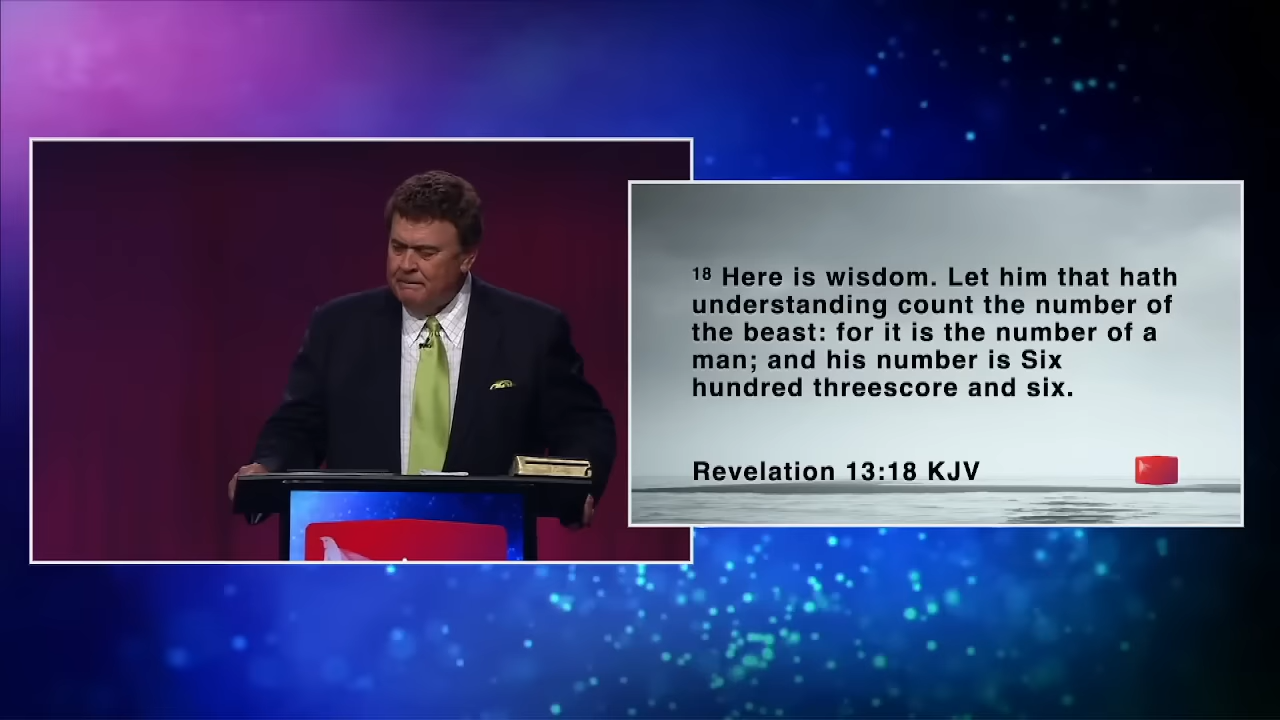 18 Here is wisdom. Let him that hath
understanding count the number of
the beast: for it is the number of a
man; and his number is Six
hundred threescore and six.
Revelation 13:18 KJV